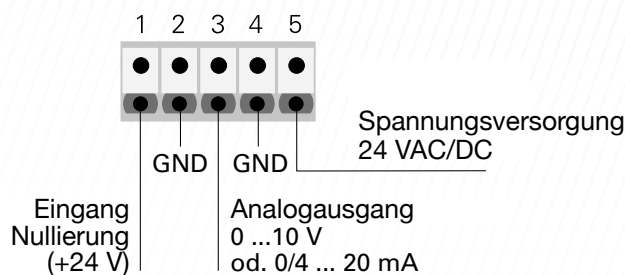 1 2 3 4 5
Spannungsversorgung
24 VAC/DC
GND GND
Eingang
Nullierung
(+24 V)
Analogausgang
0 ...10 V
od. 0/4 ... 20 mA